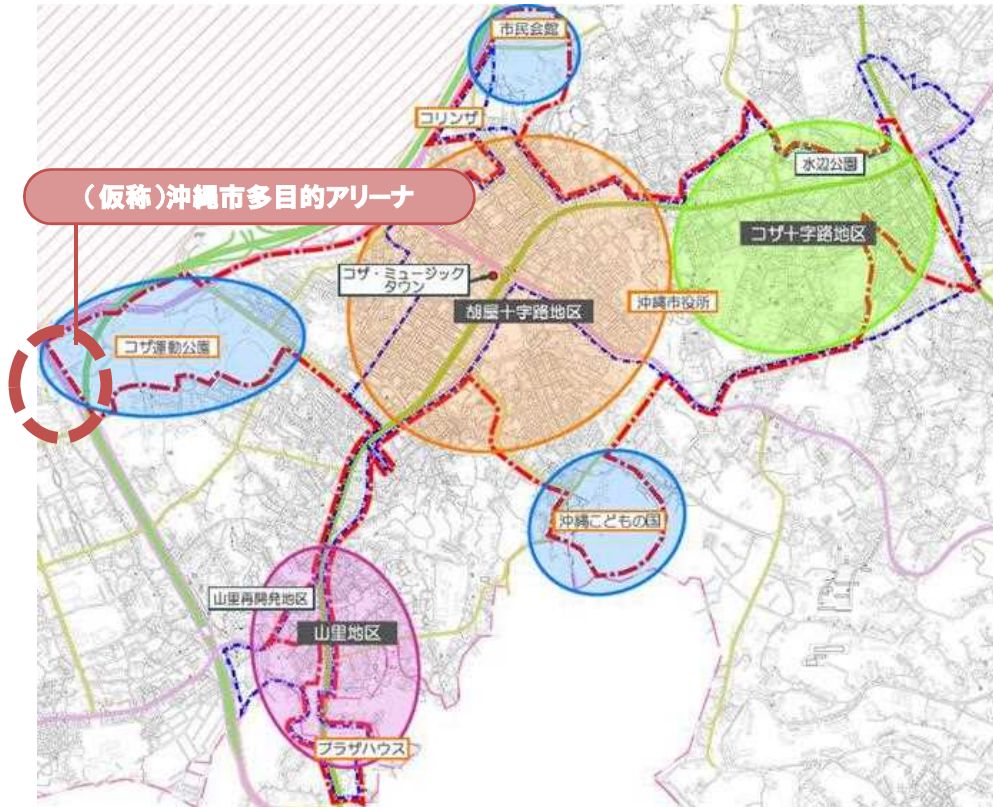 市民会館
コリンザ
水辺公園
(仮称)沖縄市多目的アリーナ
コザ十字路地区
コザ・ミュージック
タウン
沖縄市役所
胡屋十字路地区
コザ運動公園
沖縄こどもの国
山里再開発地区
山里地区
プラザハウス